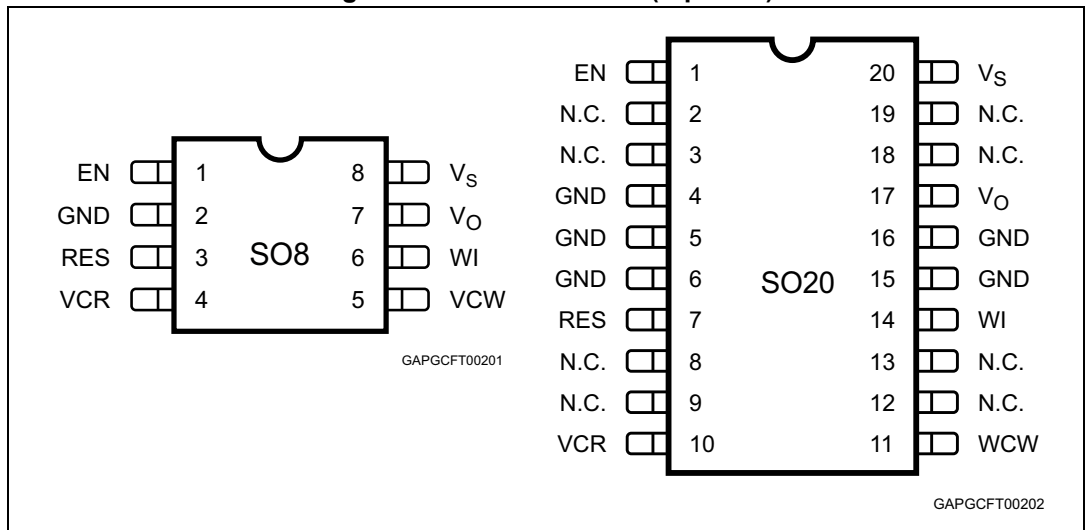 EN 1 8 VS
GND 2 7 VO
RES 3 SO8 6 WI
VCR 4 5 VCW
GAPGCFT00201
EN 1 20 VS
N.C. 2 19 N.C.
N.C. 3 18 N.C.
GND 4 17 VO
GND 5 16 GND
GND 6 SO20 15 GND
RES 7 14 WI
N.C. 8 13 N.C.
N.C. 9 12 N.C.
VCR 10 11 WCW
GAPGCFT00202